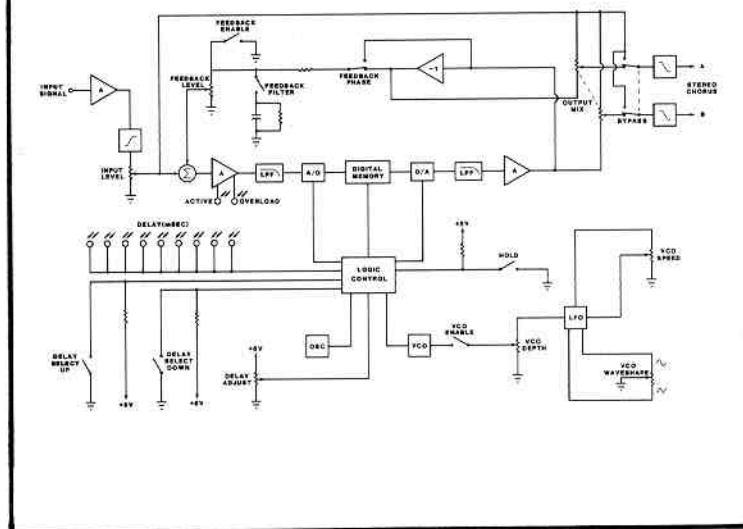 FEEDBACK
ENABLE
INPUT
SIGNAL
A
FEEDBACK
LEVEL
FEEDBACK
FILTER
FEEDBACK
PHASE
-1
OUTPUT
MIX
BYPASS
A
STEREO
CHORUS
B
INPUT
LEVEL
Σ
A
LPF
A/D
DIGITAL
MEMORY
D/A
LPF
A
ACTIVE
OVERLOAD
DELAY(mSEC)
LOGIC
CONTROL
+5V
HOLD
VCO
SPEED
LFO
DELAY
SELECT
UP
+5V
DELAY
SELECT
DOWN
+5V
OSC
+5V
DELAY
ADJUST
VCO
VCO
ENABLE
VCO
DEPTH
VCO
WAVESHAPE